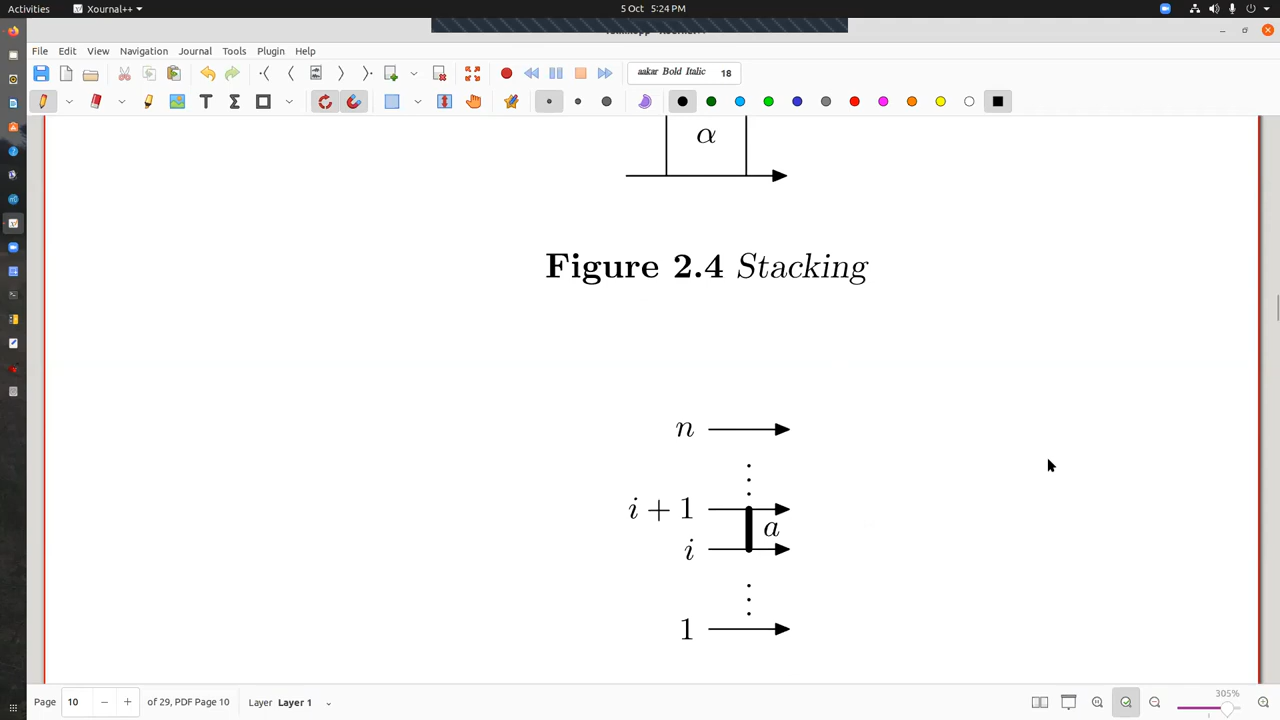 Activities Xournal++ 5 Oct 5:24 PM
File Edit View Navigation Journal Tools Plugin Help
aakar Bold Italic 18
α
Figure 2.4 Stacking
n
i + 1
a
i
1
Page 10 of 29, PDF Page 10 Layer Layer 1 305%